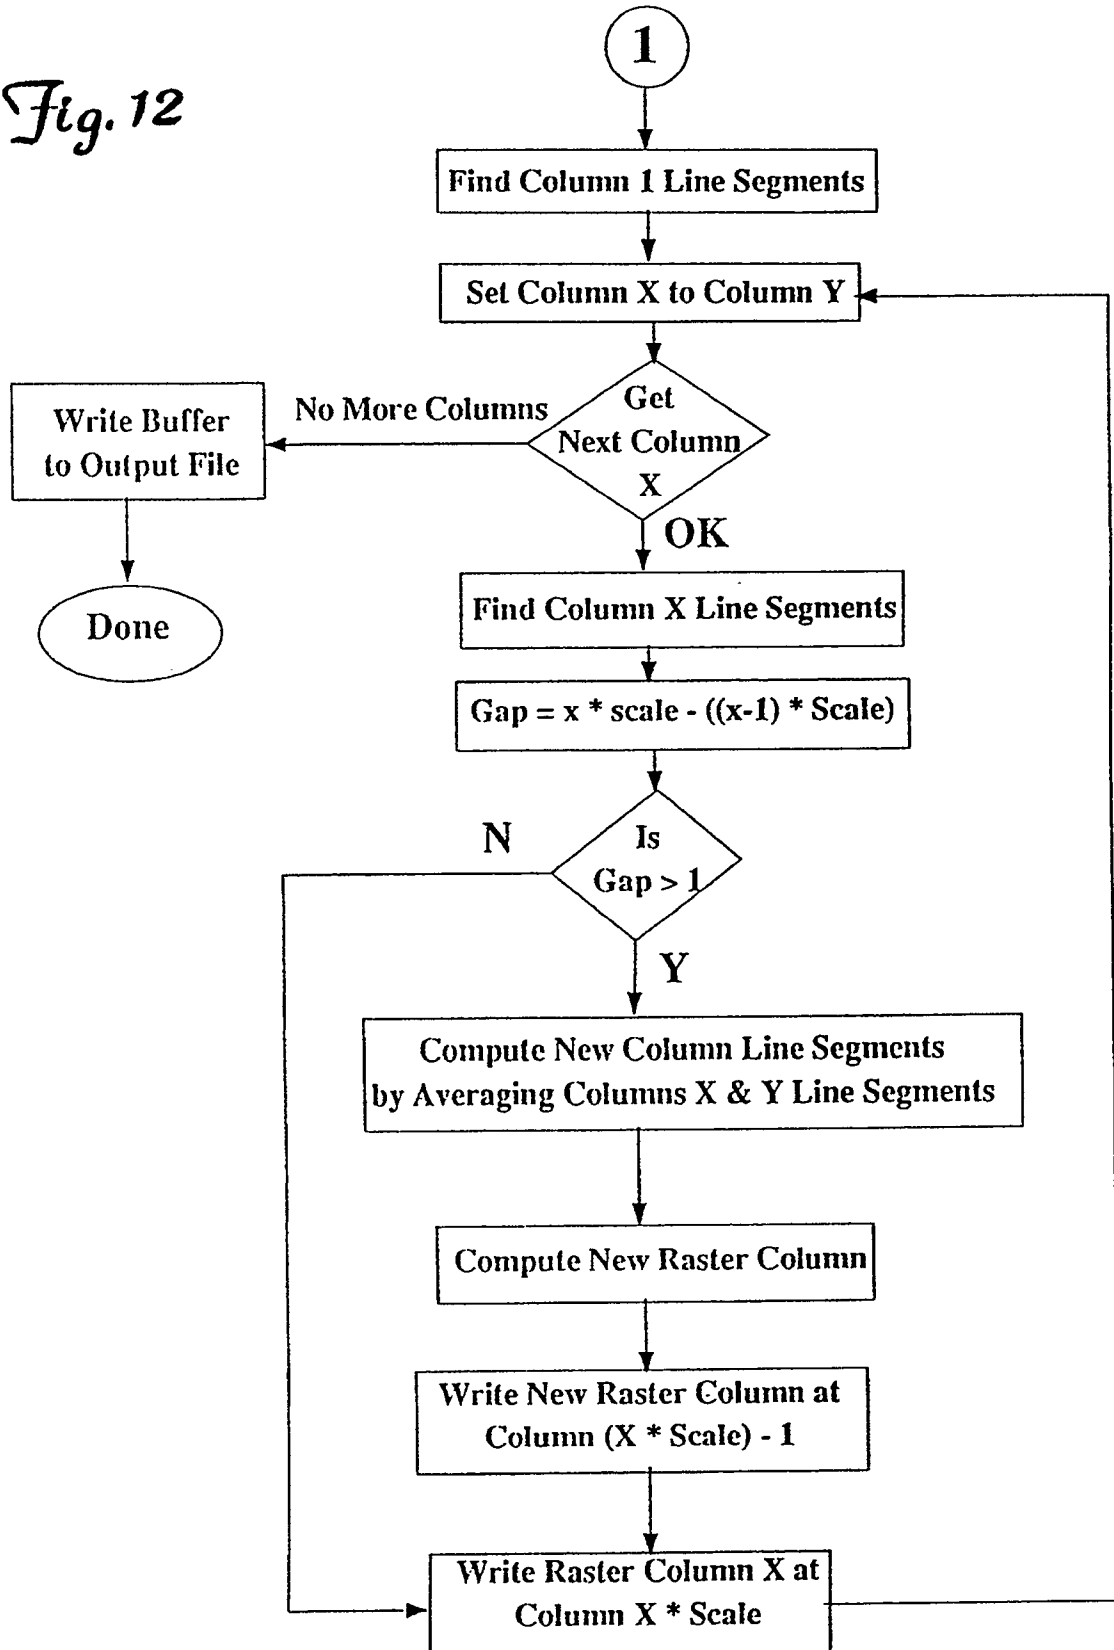 Fig. 12
1
Find Column 1 Line Segments
Set Column X to Column Y
Get
Next Column
X
No More Columns
Write Buffer
to Output File
Done
OK
Find Column X Line Segments
Gap = x * scale - ((x-1) * Scale)
Is
Gap > 1
N
Y
Compute New Column Line Segments
by Averaging Columns X & Y Line Segments
Compute New Raster Column
Write New Raster Column at
Column (X * Scale) - 1
Write Raster Column X at
Column X * Scale